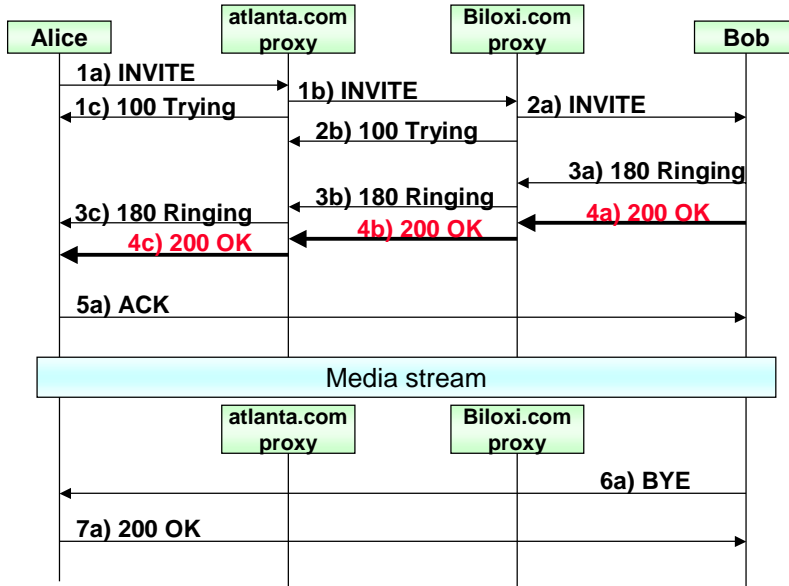 Alice
atlanta.com
proxy
Biloxi.com
proxy
Bob
1a) INVITE
1b) INVITE
1c) 100 Trying
2a) INVITE
2b) 100 Trying
3a) 180 Ringing
3b) 180 Ringing
3c) 180 Ringing
4a) 200 OK
4b) 200 OK
4c) 200 OK
5a) ACK
Media stream
atlanta.com
proxy
Biloxi.com
proxy
6a) BYE
7a) 200 OK